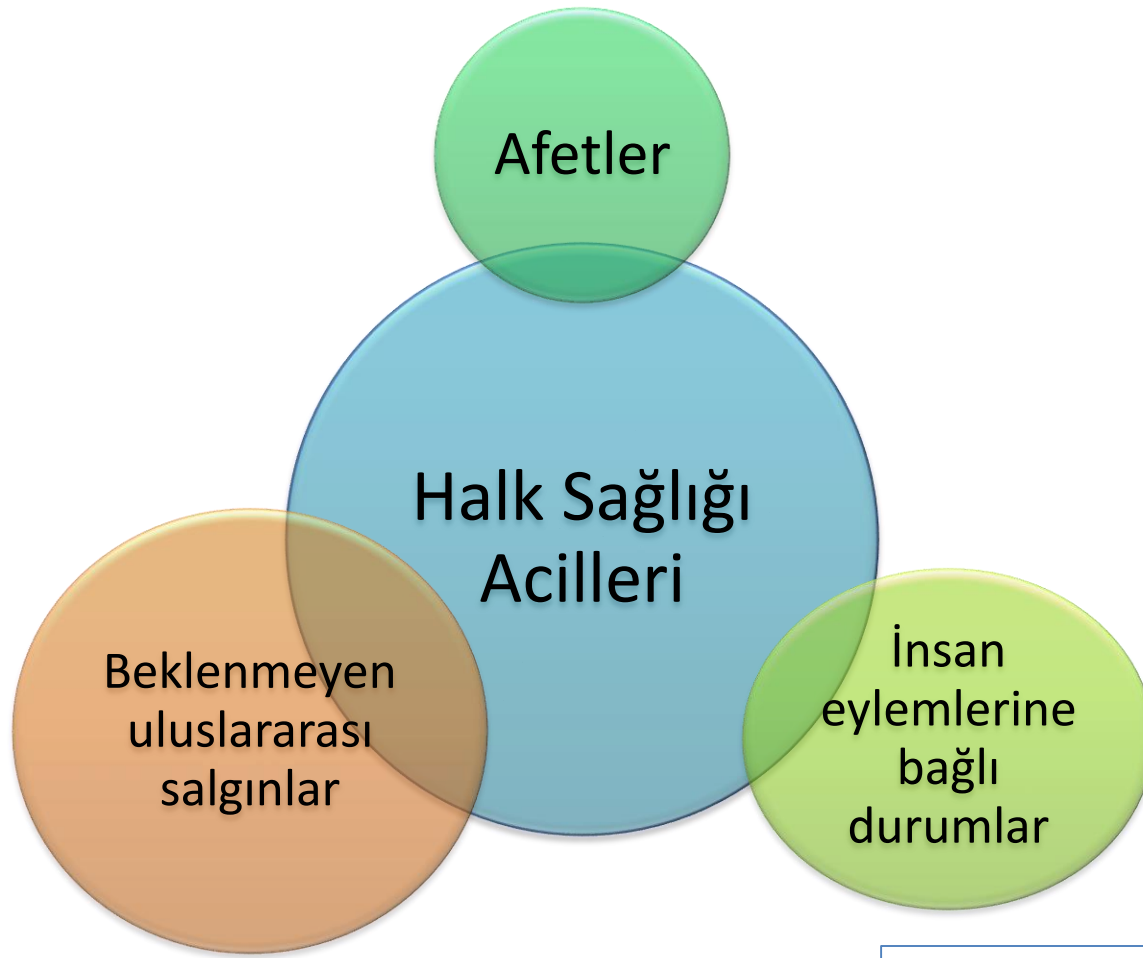 Afetler
Halk Sağlığı
Acilleri
Beklenmeyen
uluslararası
salgınlar
İnsan
eylemlerine
bağlı
durumlar